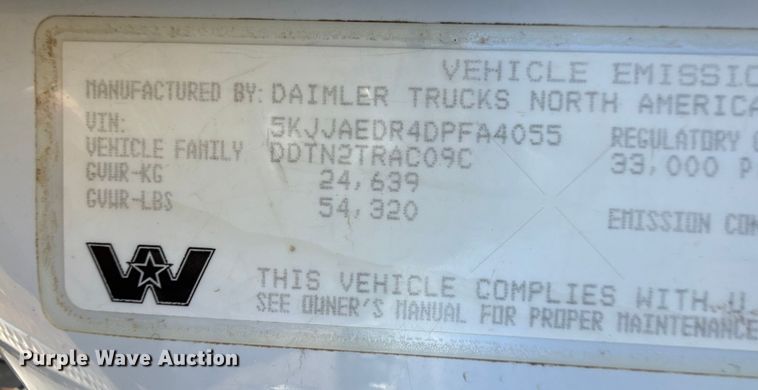 VEHICLE EMISSIO
MANUFACTURED BY: DAIMLER TRUCKS NORTH AMERICA
VIN: 5KJJAEDR4DPFA4055 REGULATORY
VEHICLE FAMILY DDTN2TRAC09C 33,000 P
GVWR-KG 24,639
GVWR-LBS 54,320 EMISSION CON
THIS VEHICLE COMPLIES WITH U.
SEE OWNER'S MANUAL FOR PROPER MAINTENANCE
Purple Wave Auction